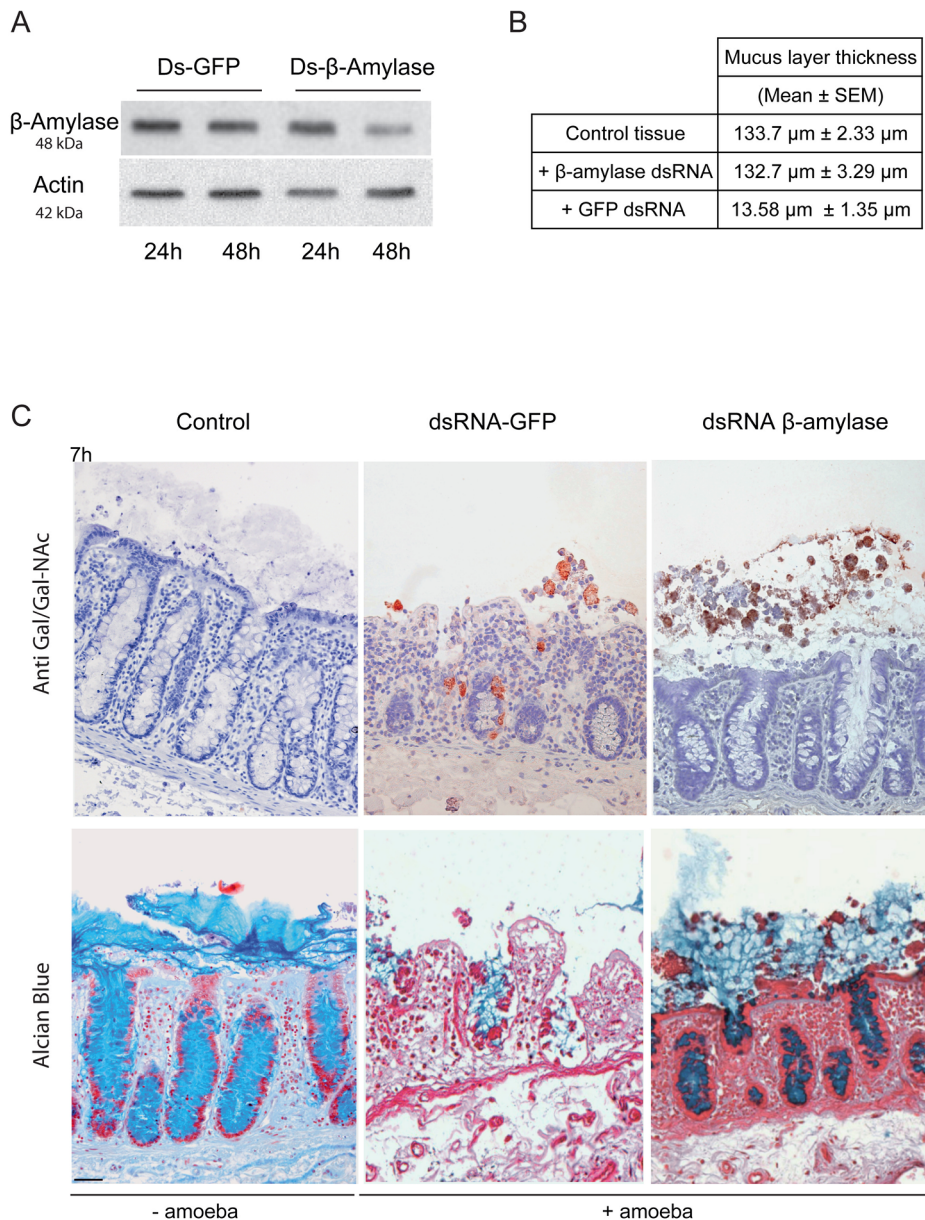 A
Ds-GFP Ds-β-Amylase
β-Amylase
48 kDa
Actin
42 kDa
24h 48h 24h 48h
B
Mucus layer thickness
(Mean ± SEM)
Control tissue 133.7 µm ± 2.33 µm
+ β-amylase dsRNA 132.7 µm ± 3.29 µm
+ GFP dsRNA 13.58 µm ± 1.35 µm
C
Control dsRNA-GFP dsRNA β-amylase
7h
Anti Gal/Gal-NAc
Alcian Blue
- amoeba + amoeba